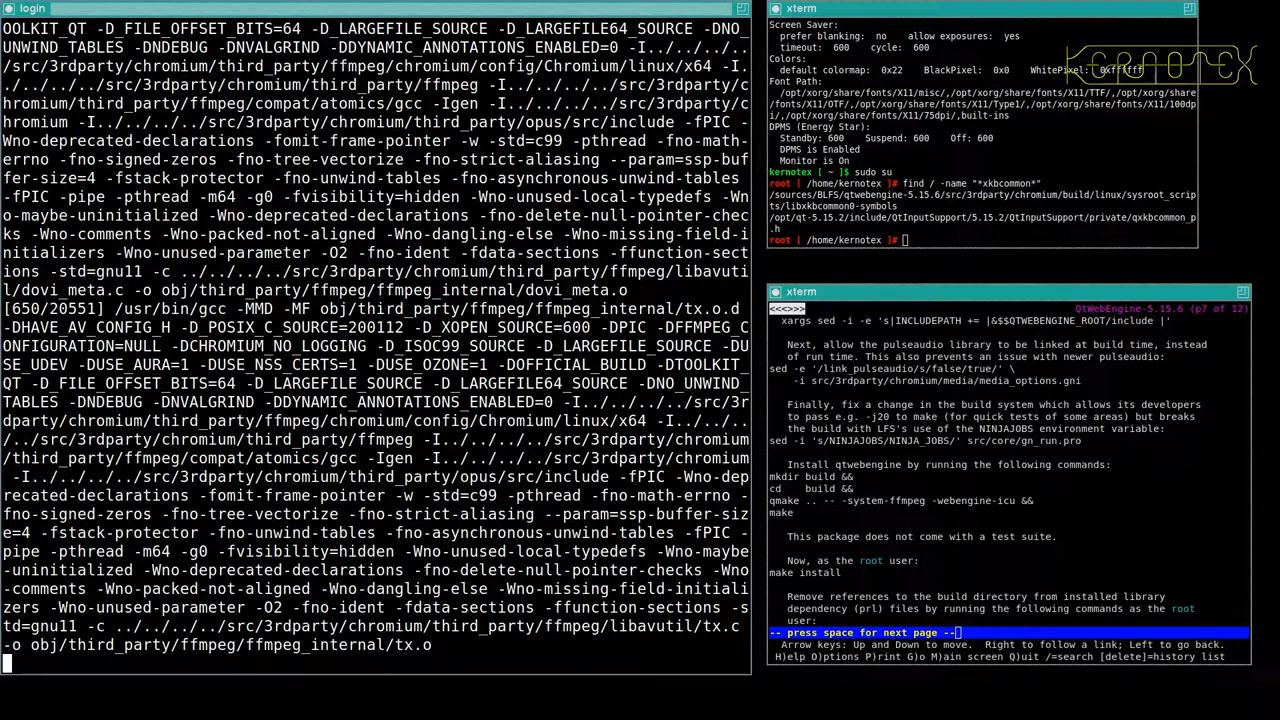 login
OOLKIT_QT -D_FILE_OFFSET_BITS=64 -D_LARGEFILE_SOURCE -D_LARGEFILE64_SOURCE -DNO_
UNWIND_TABLES -DNDEBUG -DNVALGRIND -DDYNAMIC_ANNOTATIONS_ENABLED=0 -I../../../..
/src/3rdparty/chromium/third_party/ffmpeg/chromium/config/Chromium/linux/x64 -I.
./../../../src/3rdparty/chromium/third_party/ffmpeg -I../../../../src/3rdparty/c
hromium/third_party/ffmpeg/compat/atomics/gcc -Igen -I../../../../src/3rdparty/c
hromium -I../../../../src/3rdparty/chromium/third_party/opus/src/include -fPIC -
Wno-deprecated-declarations -fomit-frame-pointer -w -std=c99 -pthread -fno-math-
errno -fno-signed-zeros -fno-tree-vectorize -fno-strict-aliasing --param=ssp-buf
fer-size=4 -fstack-protector -fno-unwind-tables -fno-asynchronous-unwind-tables
-fPIC -pipe -pthread -m64 -g0 -fvisibility=hidden -Wno-unused-local-typedefs -Wn
o-maybe-uninitialized -Wno-deprecated-declarations -fno-delete-null-pointer-chec
ks -Wno-comments -Wno-packed-not-aligned -Wno-dangling-else -Wno-missing-field-i
nitializers -Wno-unused-parameter -O2 -fno-ident -fdata-sections -ffunction-sect
ions -std=gnu11 -c ../../../../src/3rdparty/chromium/third_party/ffmpeg/libavuti
l/dovi_meta.c -o obj/third_party/ffmpeg/ffmpeg_internal/dovi_meta.o
[650/20551] /usr/bin/gcc -MMD -MF obj/third_party/ffmpeg/ffmpeg_internal/tx.o.d
-DHAVE_AV_CONFIG_H -D_POSIX_C_SOURCE=200112 -D_XOPEN_SOURCE=600 -DPIC -DFFMPEG_C
ONFIGURATION=NULL -DCHROMIUM_NO_LOGGING -D_ISOC99_SOURCE -D_LARGEFILE_SOURCE -DU
SE_UDEV -DUSE_AURA=1 -DUSE_NSS_CERTS=1 -DUSE_OZONE=1 -DOFFICIAL_BUILD -DTOOLKIT_
QT -D_FILE_OFFSET_BITS=64 -D_LARGEFILE_SOURCE -D_LARGEFILE64_SOURCE -DNO_UNWIND_
TABLES -DNDEBUG -DNVALGRIND -DDYNAMIC_ANNOTATIONS_ENABLED=0 -I../../../../src/3r
dparty/chromium/third_party/ffmpeg/chromium/config/Chromium/linux/x64 -I../../..
/../src/3rdparty/chromium/third_party/ffmpeg -I../../../../src/3rdparty/chromium
/third_party/ffmpeg/compat/atomics/gcc -Igen -I../../../../src/3rdparty/chromium
-I../../../../src/3rdparty/chromium/third_party/opus/src/include -fPIC -Wno-dep
recated-declarations -fomit-frame-pointer -w -std=c99 -pthread -fno-math-errno -
fno-signed-zeros -fno-tree-vectorize -fno-strict-aliasing --param=ssp-buffer-siz
e=4 -fstack-protector -fno-unwind-tables -fno-asynchronous-unwind-tables -fPIC -
pipe -pthread -m64 -g0 -fvisibility=hidden -Wno-unused-local-typedefs -Wno-maybe
-uninitialized -Wno-deprecated-declarations -fno-delete-null-pointer-checks -Wno
-comments -Wno-packed-not-aligned -Wno-dangling-else -Wno-missing-field-initiali
zers -Wno-unused-parameter -O2 -fno-ident -fdata-sections -ffunction-sections -s
td=gnu11 -c ../../../../src/3rdparty/chromium/third_party/ffmpeg/libavutil/tx.c
-o obj/third_party/ffmpeg/ffmpeg_internal/tx.o
xterm
Screen Saver:
prefer blanking: no allow exposures: yes
timeout: 600 cycle: 600
Colors:
default colormap: 0x22 BlackPixel: 0x0 WhitePixel: 0xffffff
KERNOTEX
Font Path:
/opt/xorg/share/fonts/X11/misc/,/opt/xorg/share/fonts/X11/TTF/,/opt/xorg/share
/fonts/X11/OTF/,/opt/xorg/share/fonts/X11/Type1/,/opt/xorg/share/fonts/X11/100dp
i/,/opt/xorg/share/fonts/X11/75dpi/,built-ins
DPMS (Energy Star):
Standby: 600 Suspend: 600 Off: 600
DPMS is Enabled
Monitor is On
kernotex [ ~ ]$ sudo su
root [ /home/kernotex ]# find / -name "*xkbcommon*"
/sources/BLFS/qtwebengine-5.15.6/src/3rdparty/chromium/build/linux/sysroot_scrip
ts/libxkbcommon0-symbols
/opt/qt-5.15.2/include/QtInputSupport/5.15.2/QtInputSupport/private/qxkbcommon_p
.h
root [ /home/kernotex ]#
xterm
<<<>>> QtWebEngine-5.15.6 (p7 of 12)
xargs sed -i -e 's|INCLUDEPATH += |&$$QTWEBENGINE_ROOT/include |'
Next, allow the pulseaudio library to be linked at build time, instead
of run time. This also prevents an issue with newer pulseaudio:
sed -e '/link_pulseaudio/s/false/true/' \
-i src/3rdparty/chromium/media/media_options.gni
Finally, fix a change in the build system which allows its developers
to pass e.g. -j20 to make (for quick tests of some areas) but breaks
the build with LFS's use of the NINJAJOBS environment variable:
sed -i 's/NINJAJOBS/NINJA_JOBS/' src/core/gn_run.pro
Install qtwebengine by running the following commands:
mkdir build &&
cd build &&
qmake .. -- -system-ffmpeg -webengine-icu &&
make
This package does not come with a test suite.
Now, as the root user:
make install
Remove references to the build directory from installed library
dependency (prl) files by running the following commands as the root
user:
-- press space for next page --
Arrow keys: Up and Down to move. Right to follow a link; Left to go back.
H)elp O)ptions P)rint G)o M)ain screen Q)uit /=search [delete]=history list